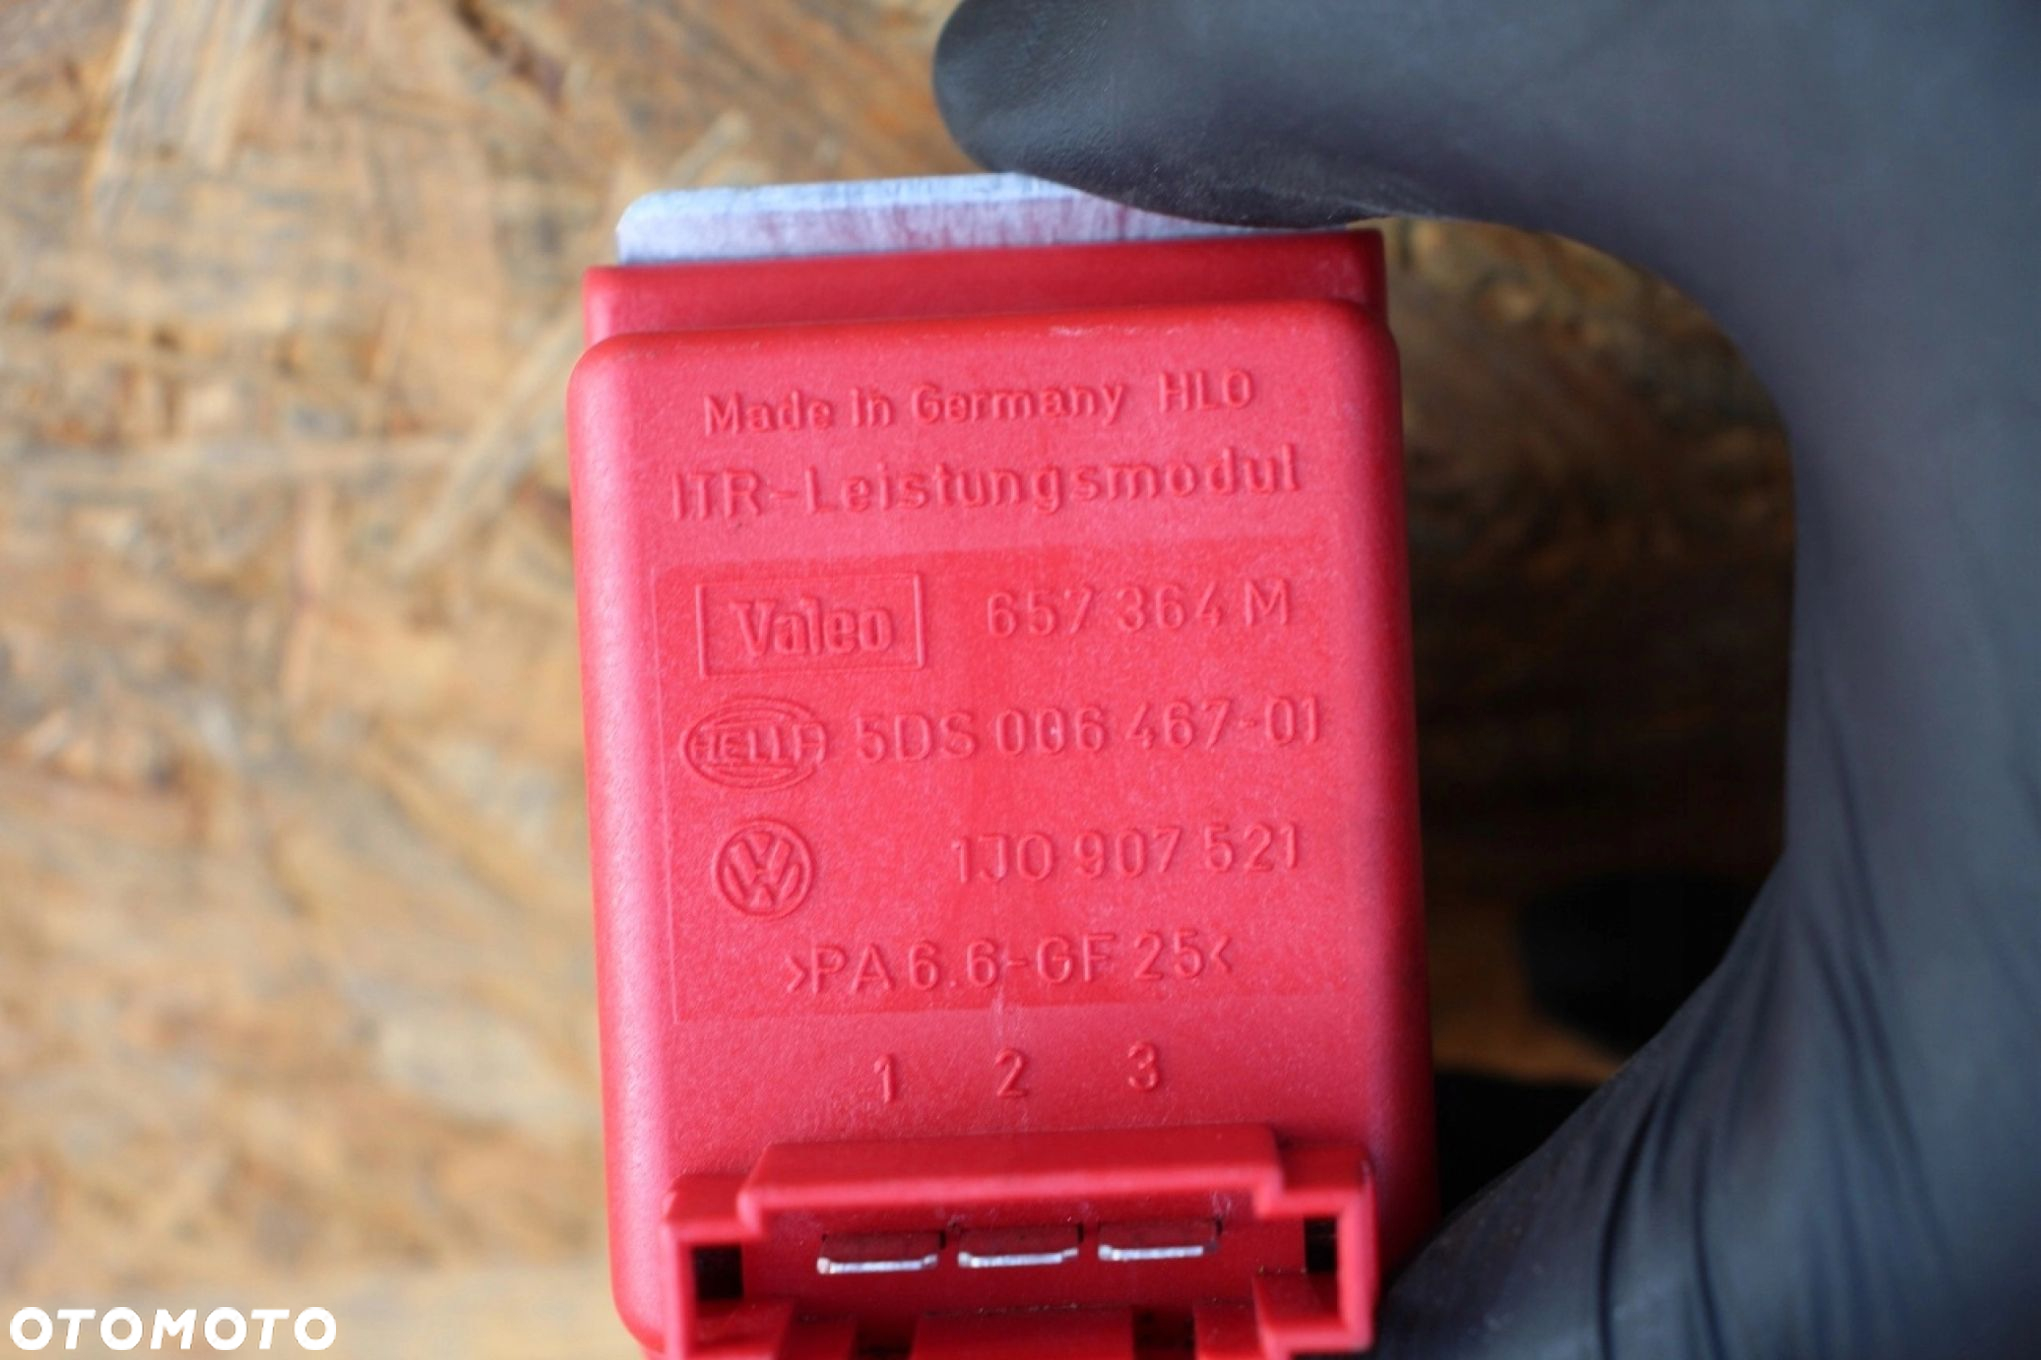 Made in Germany HLO
ITR-Leistungsmodul
Valeo 657 364 M
HELLA 5DS 006 467-01
VW 1J0 907 521
>PA 6.6-GF 25<
1 2 3
OTOMOTO